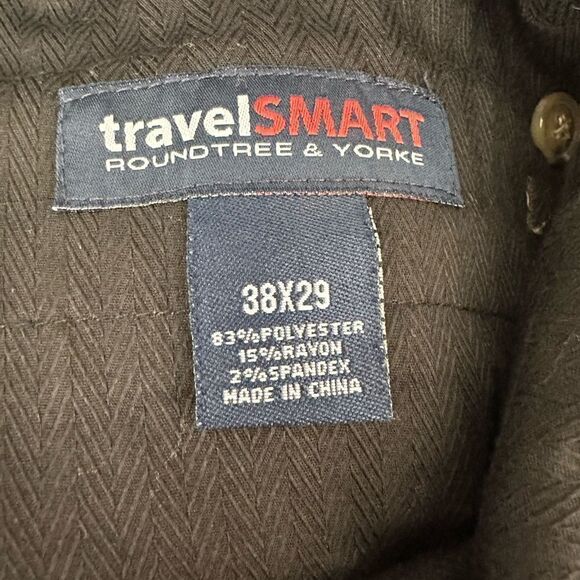 travelSMART
ROUNDTREE & YORKE
38X29
83%POLYESTER
15%RAYON
2%SPANDEX
MADE IN CHINA